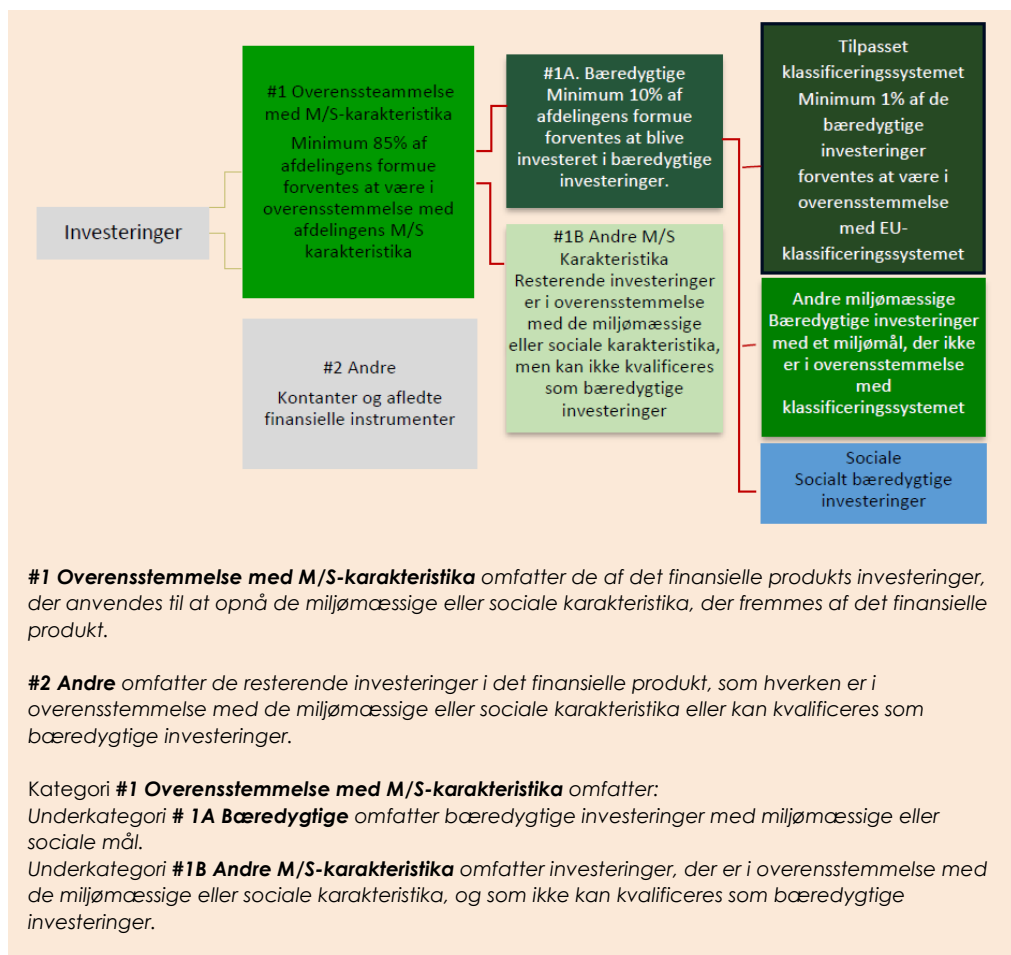 Investeringer
#1 Overenssteammelse
med M/S-karakteristika
Minimum 85% af
afdelingens formue
forventes at være i
overensstemmelse med
afdelingens M/S
karakteristika
#2 Andre
Kontanter og afledte
finansielle instrumenter
#1A. Bæredygtige
Minimum 10% af
afdelingens formue
forventes at blive
investeret i bæredygtige
investeringer.
#1B Andre M/S
Karakteristika
Resterende investeringer
er i overensstemmelse
med de miljømæssige
eller sociale karakteristika,
men kan ikke kvalificeres
som bæredygtige
investeringer
Tilpasset
klassificeringssystemet
Minimum 1% af de
bæredygtige
investeringer
forventes at være i
overensstemmelse
med EU-
klassificeringssystemet
Andre miljømæssige
Bæredygtige investeringer
med et miljømål, der ikke
er i overensstemmelse
med
klassificeringssystemet
Sociale
Socialt bæredygtige
investeringer
#1 Overensstemmelse med M/S-karakteristika omfatter de af det finansielle produkts investeringer,
der anvendes til at opnå de miljømæssige eller sociale karakteristika, der fremmes af det finansielle
produkt.
#2 Andre omfatter de resterende investeringer i det finansielle produkt, som hverken er i
overensstemmelse med de miljømæssige eller sociale karakteristika eller kan kvalificeres som
bæredygtige investeringer.
Kategori #1 Overensstemmelse med M/S-karakteristika omfatter:
Underkategori # 1A Bæredygtige omfatter bæredygtige investeringer med miljømæssige eller
sociale mål.
Underkategori #1B Andre M/S-karakteristika omfatter investeringer, der er i overensstemmelse med
de miljømæssige eller sociale karakteristika, og som ikke kan kvalificeres som bæredygtige
investeringer.